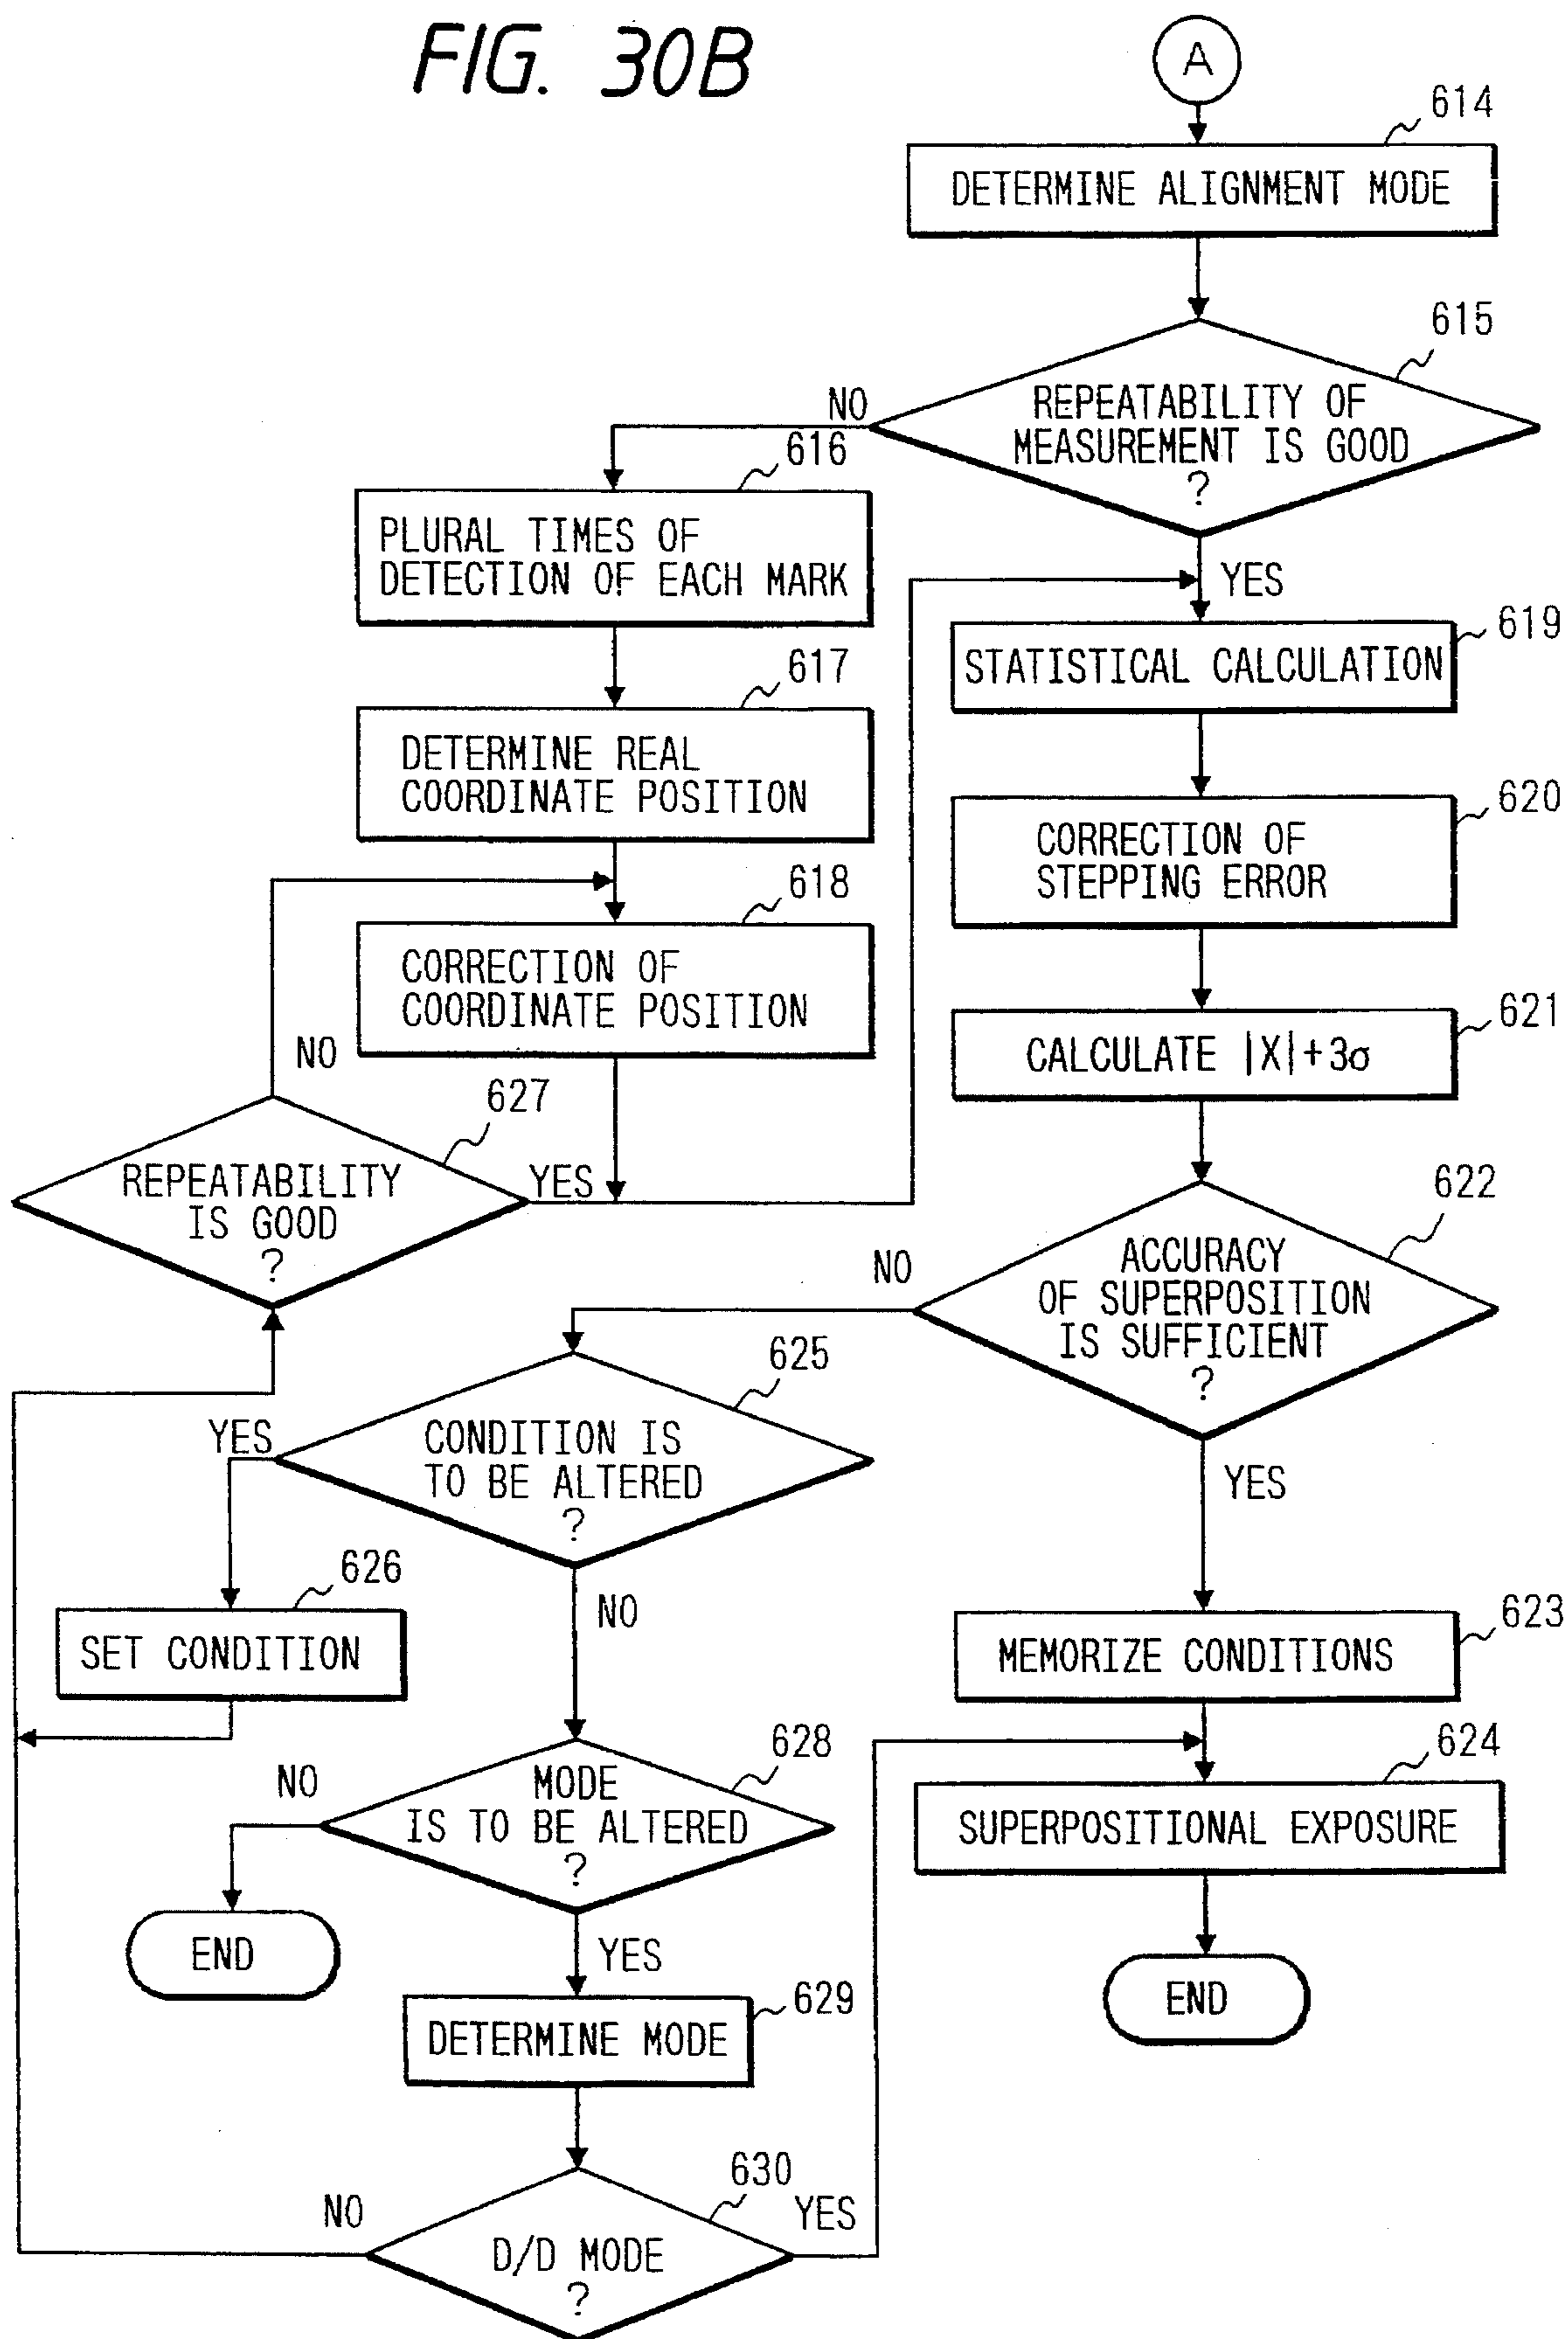 FIG. 30B
A
614
DETERMINE ALIGNMENT MODE
615
REPEATABILITY OF
MEASUREMENT IS GOOD
?
NO
YES
616
PLURAL TIMES OF
DETECTION OF EACH MARK
617
DETERMINE REAL
COORDINATE POSITION
618
CORRECTION OF
COORDINATE POSITION
619
STATISTICAL CALCULATION
620
CORRECTION OF
STEPPING ERROR
621
CALCULATE |X|+3σ
NO
627
REPEATABILITY
IS GOOD
?
YES
622
ACCURACY
OF SUPERPOSITION
IS SUFFICIENT
?
NO
YES
625
CONDITION IS
TO BE ALTERED
?
YES
NO
626
SET CONDITION
623
MEMORIZE CONDITIONS
624
SUPERPOSITIONAL EXPOSURE
END
628
MODE
IS TO BE ALTERED
?
NO
END
YES
629
DETERMINE MODE
630
D/D MODE
?
NO
YES